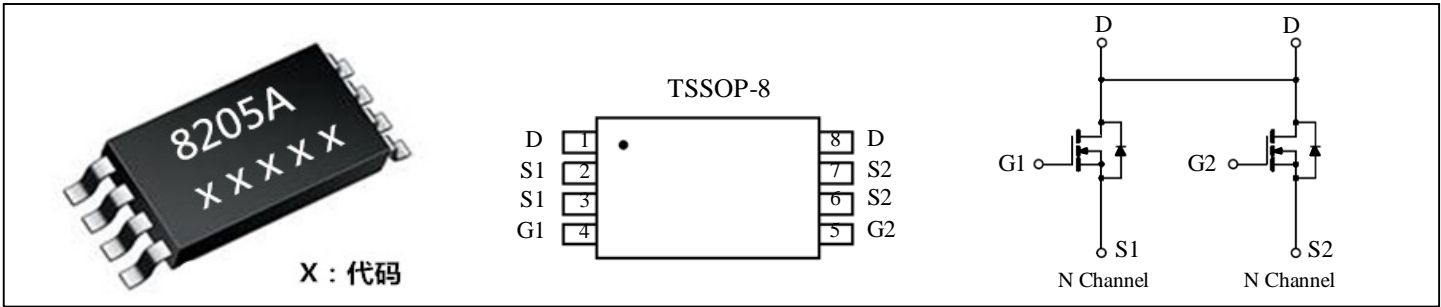 8205A
X X X X X
X：代码
TSSOP-8
D 1 8 D
S1 2 7 S2
S1 3 6 S2
G1 4 5 G2
D D
G1 G2
S1 S2
N Channel N Channel